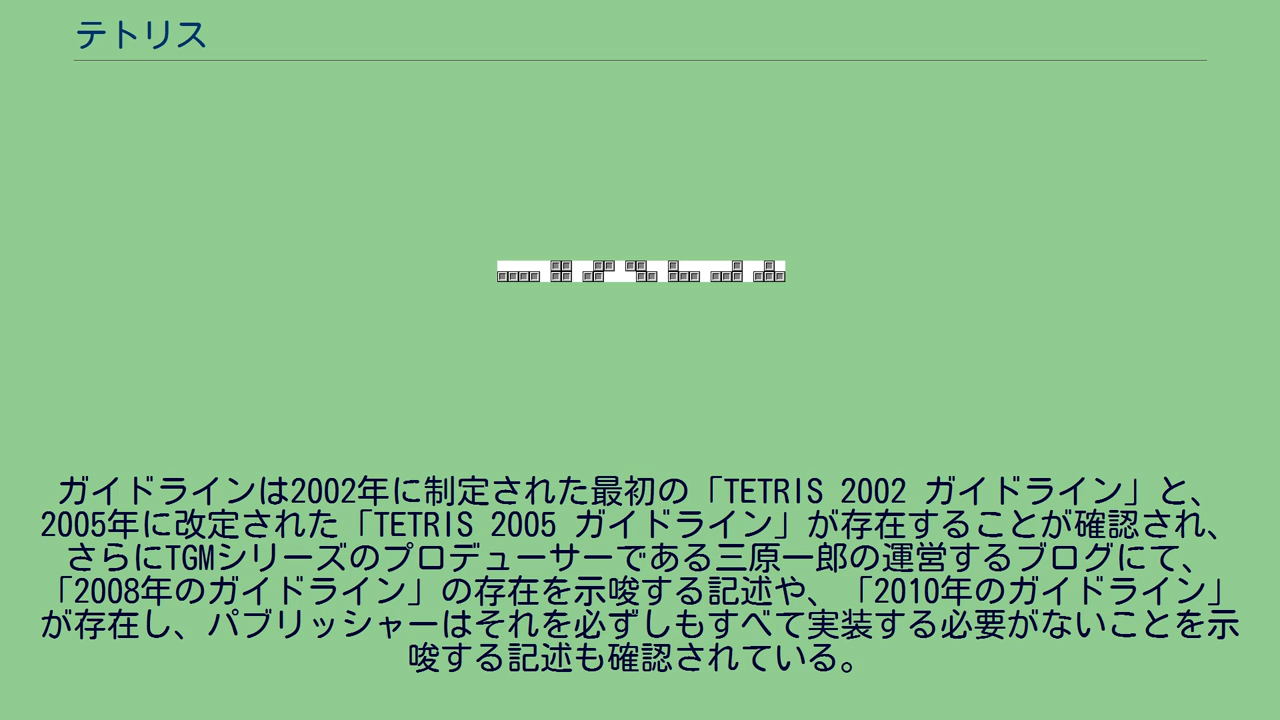 テトリス
ガイドラインは2002年に制定された最初の「TETRIS 2002 ガイドライン」と、
2005年に改定された「TETRIS 2005 ガイドライン」が存在することが確認され、
さらにTGMシリーズのプロデューサーである三原一郎の運営するブログにて、
「2008年のガイドライン」の存在を示唆する記述や、「2010年のガイドライン」
が存在し、パブリッシャーはそれを必ずしもすべて実装する必要がないことを示
唆する記述も確認されている。